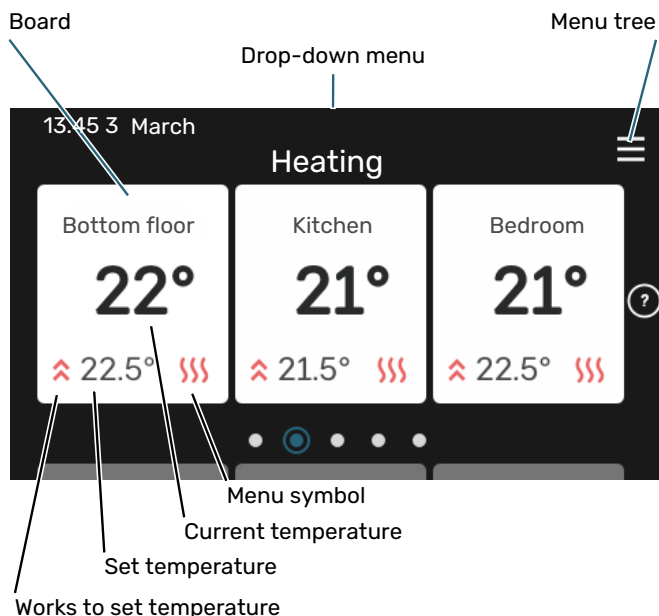 Board
Menu tree
Drop-down menu
13.45 3 March
Heating
Bottom floor
Kitchen
Bedroom
22°
21°
21°
?
22.5°
21.5°
22.5°
Menu symbol
Current temperature
Set temperature
Works to set temperature